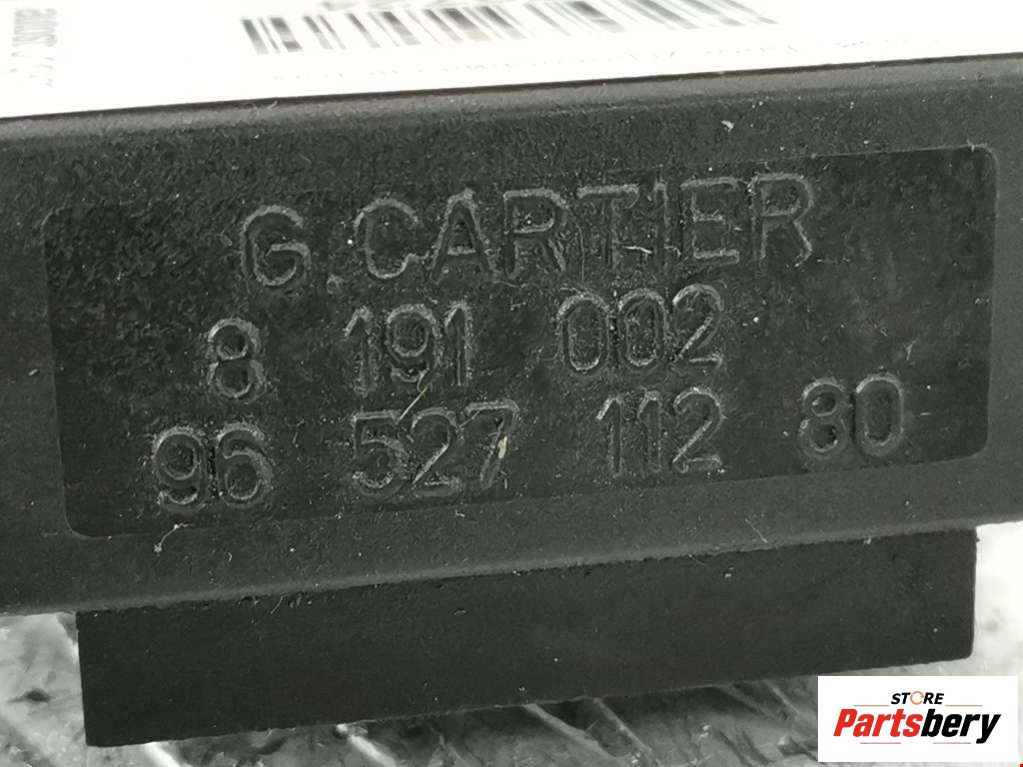 G.CARTIER
8 191 002
96 527 112 80
STORE
Partsbery